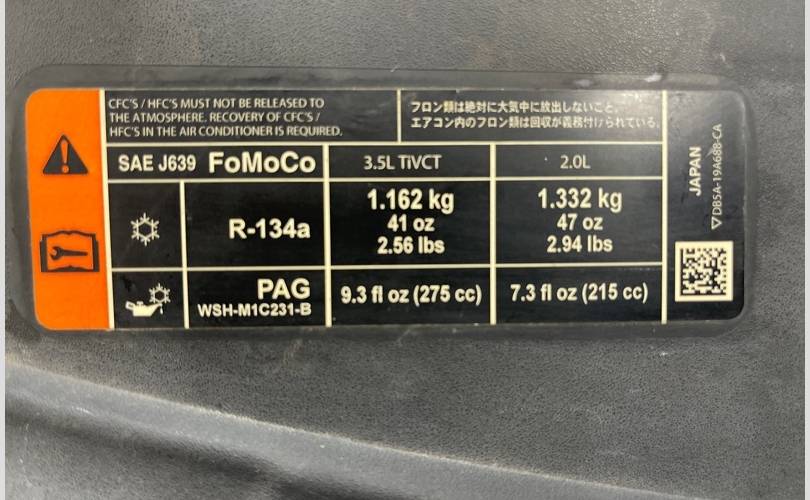 CFC'S / HFC'S MUST NOT BE RELEASED TO
THE ATMOSPHERE. RECOVERY OF CFC'S /
HFC'S IN THE AIR CONDITIONER IS REQUIRED.
フロン類は絶対に大気中に放出しないこと。
エアコン内のフロン類は回収が義務付けられている。
SAE J639 FoMoCo
3.5L TiVCT
2.0L
R-134a
1.162 kg
41 oz
2.56 lbs
1.332 kg
47 oz
2.94 lbs
PAG
WSH-M1C231-B
9.3 fl oz (275 cc)
7.3 fl oz (215 cc)
JAPAN
DB5A-19A688-CA